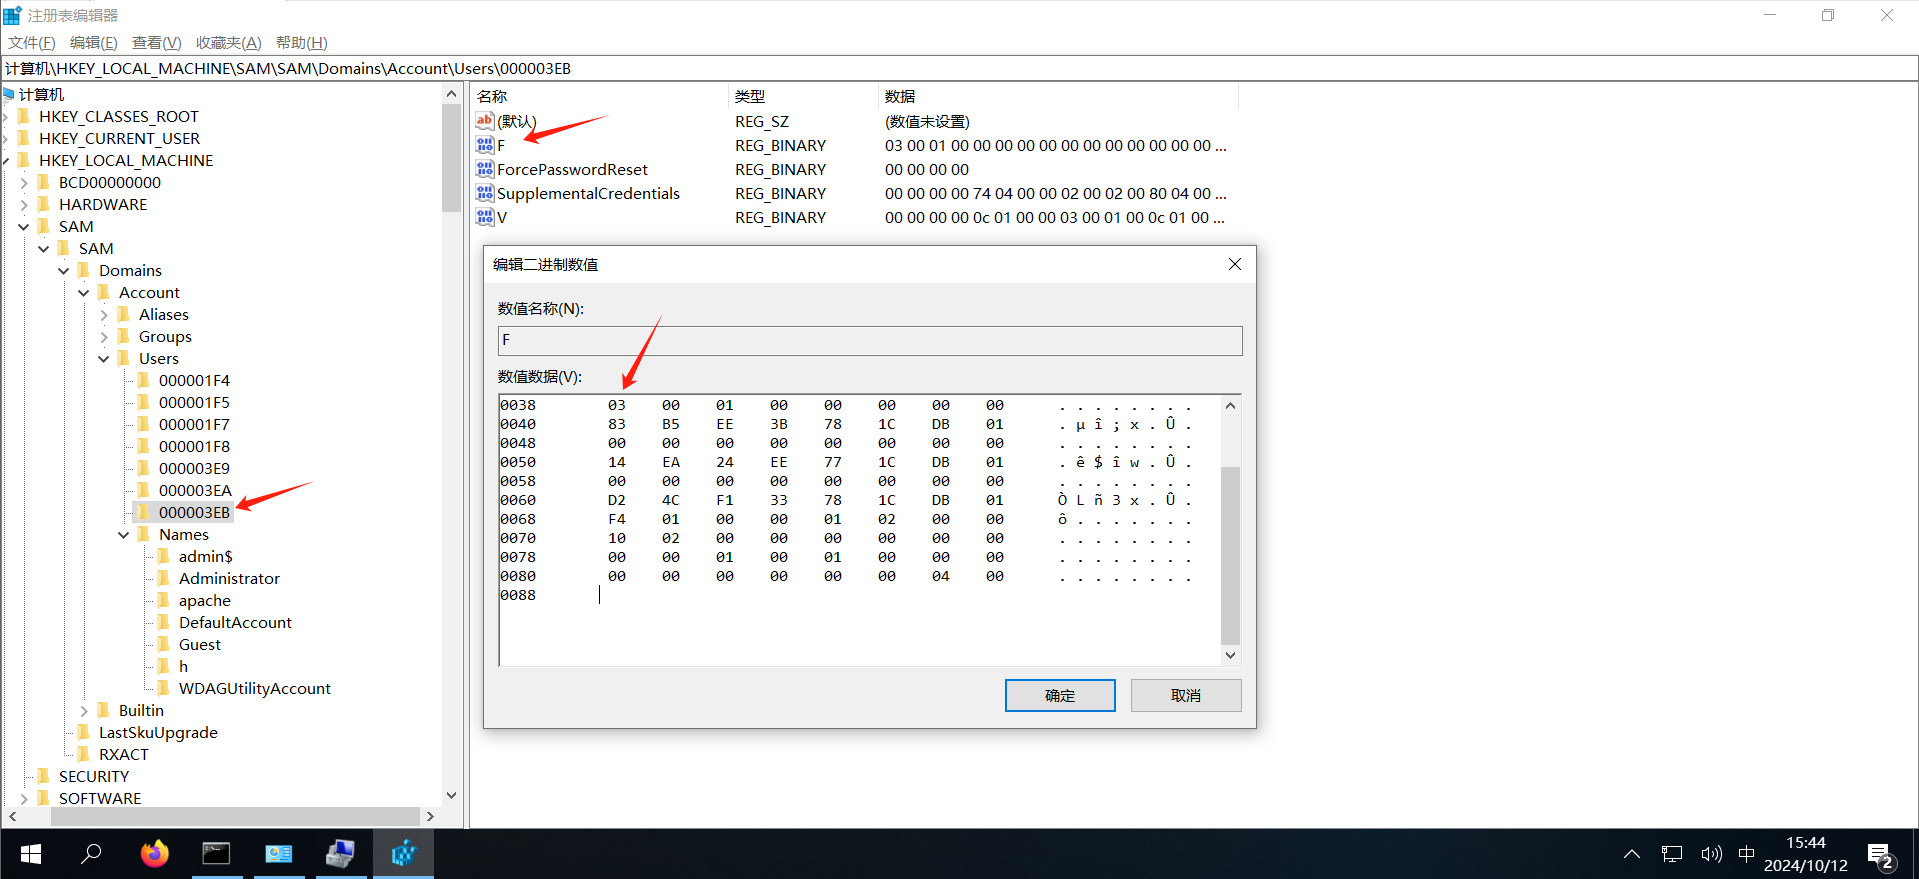 注册表编辑器
文件(F) 编辑(E) 查看(V) 收藏夹(A) 帮助(H)
计算机\HKEY_LOCAL_MACHINE\SAM\SAM\Domains\Account\Users\000003EB
计算机
HKEY_CLASSES_ROOT
HKEY_CURRENT_USER
HKEY_LOCAL_MACHINE
BCD00000000
HARDWARE
SAM
SAM
Domains
Account
Aliases
Groups
Users
000001F4
000001F5
000001F7
000001F8
000003E9
000003EA
000003EB
Names
admin$
Administrator
apache
DefaultAccount
Guest
h
WDAGUtilityAccount
Builtin
LastSkuUpgrade
RXACT
SECURITY
SOFTWARE
名称 类型 数据
(默认) REG_SZ (数值未设置)
F REG_BINARY 03 00 01 00 00 00 00 00 00 00 00 00 00 00 00 ...
ForcePasswordReset REG_BINARY 00 00 00 00
SupplementalCredentials REG_BINARY 00 00 00 00 74 04 00 00 02 00 02 00 80 04 00 ...
V REG_BINARY 00 00 00 00 0c 01 00 00 03 00 01 00 0c 01 00 ...
编辑二进制数值
数值名称(N):
F
数值数据(V):
0038 03 00 01 00 00 00 00 00 . . . . . . . .
0040 83 B5 EE 3B 78 1C DB 01 . µ î ; x . Û .
0048 00 00 00 00 00 00 00 00 . . . . . . . .
0050 14 EA 24 EE 77 1C DB 01 . ê $ î w . Û .
0058 00 00 00 00 00 00 00 00 . . . . . . . .
0060 D2 4C F1 33 78 1C DB 01 Ò L ñ 3 x . Û .
0068 F4 01 00 00 01 02 00 00 ô . . . . . . .
0070 10 02 00 00 00 00 00 00 . . . . . . . .
0078 00 00 01 00 01 00 00 00 . . . . . . . .
0080 00 00 00 00 00 00 04 00 . . . . . . . .
0088
确定 取消
中
15:44
2024/10/12
2